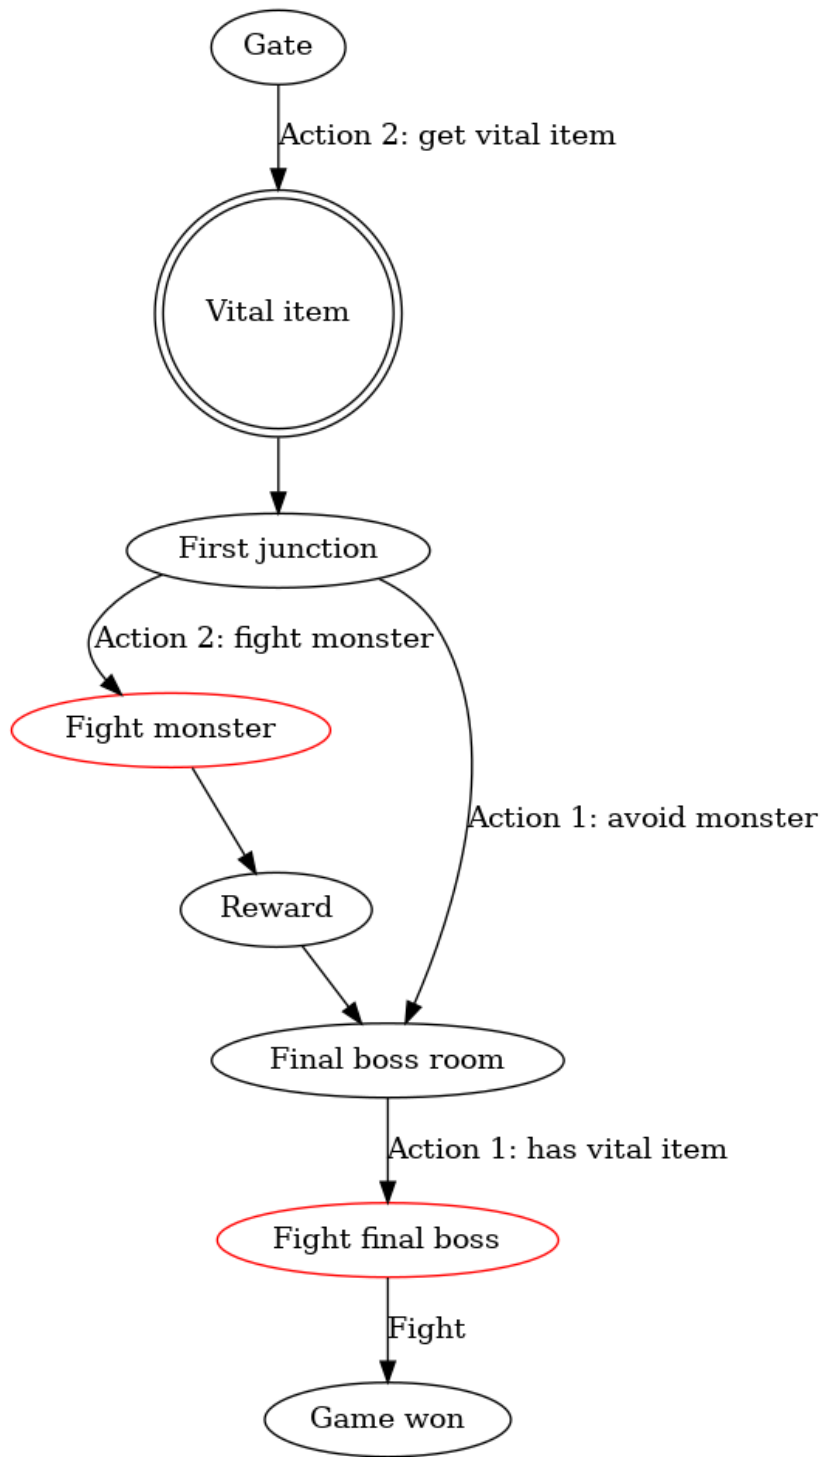 Gate
Action 2: get vital item
Vital item
First junction
Action 2: fight monster
Fight monster
Action 1: avoid monster
Reward
Final boss room
Action 1: has vital item
Fight final boss
Fight
Game won